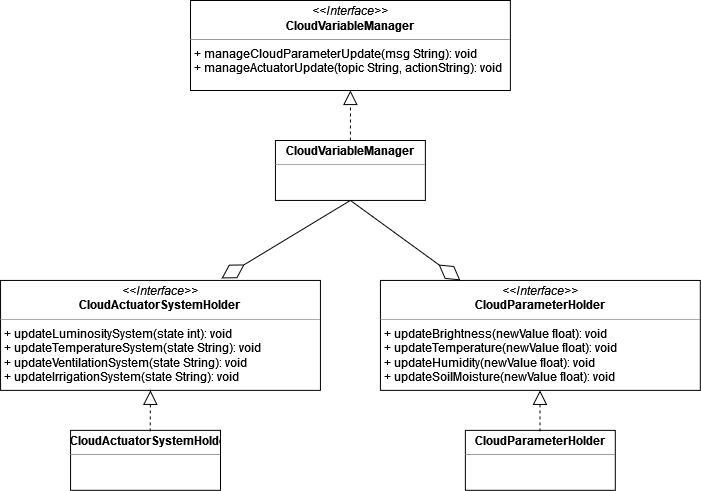 <<Interface>>
CloudVariableManager
+ manageCloudParameterUpdate(msg String): void
+ manageActuatorUpdate(topic String, actionString): void
CloudVariableManager
<<Interface>>
CloudActuatorSystemHolder
+ updateLuminositySystem(state int): void
+ updateTemperatureSystem(state String): void
+ updateVentilationSystem(state String): void
+ updateIrrigationSystem(state String): void
<<Interface>>
CloudParameterHolder
+ updateBrightness(newValue float): void
+ updateTemperature(newValue float): void
+ updateHumidity(newValue float): void
+ updateSoilMoisture(newValue float): void
CloudActuatorSystemHold
CloudParameterHolder